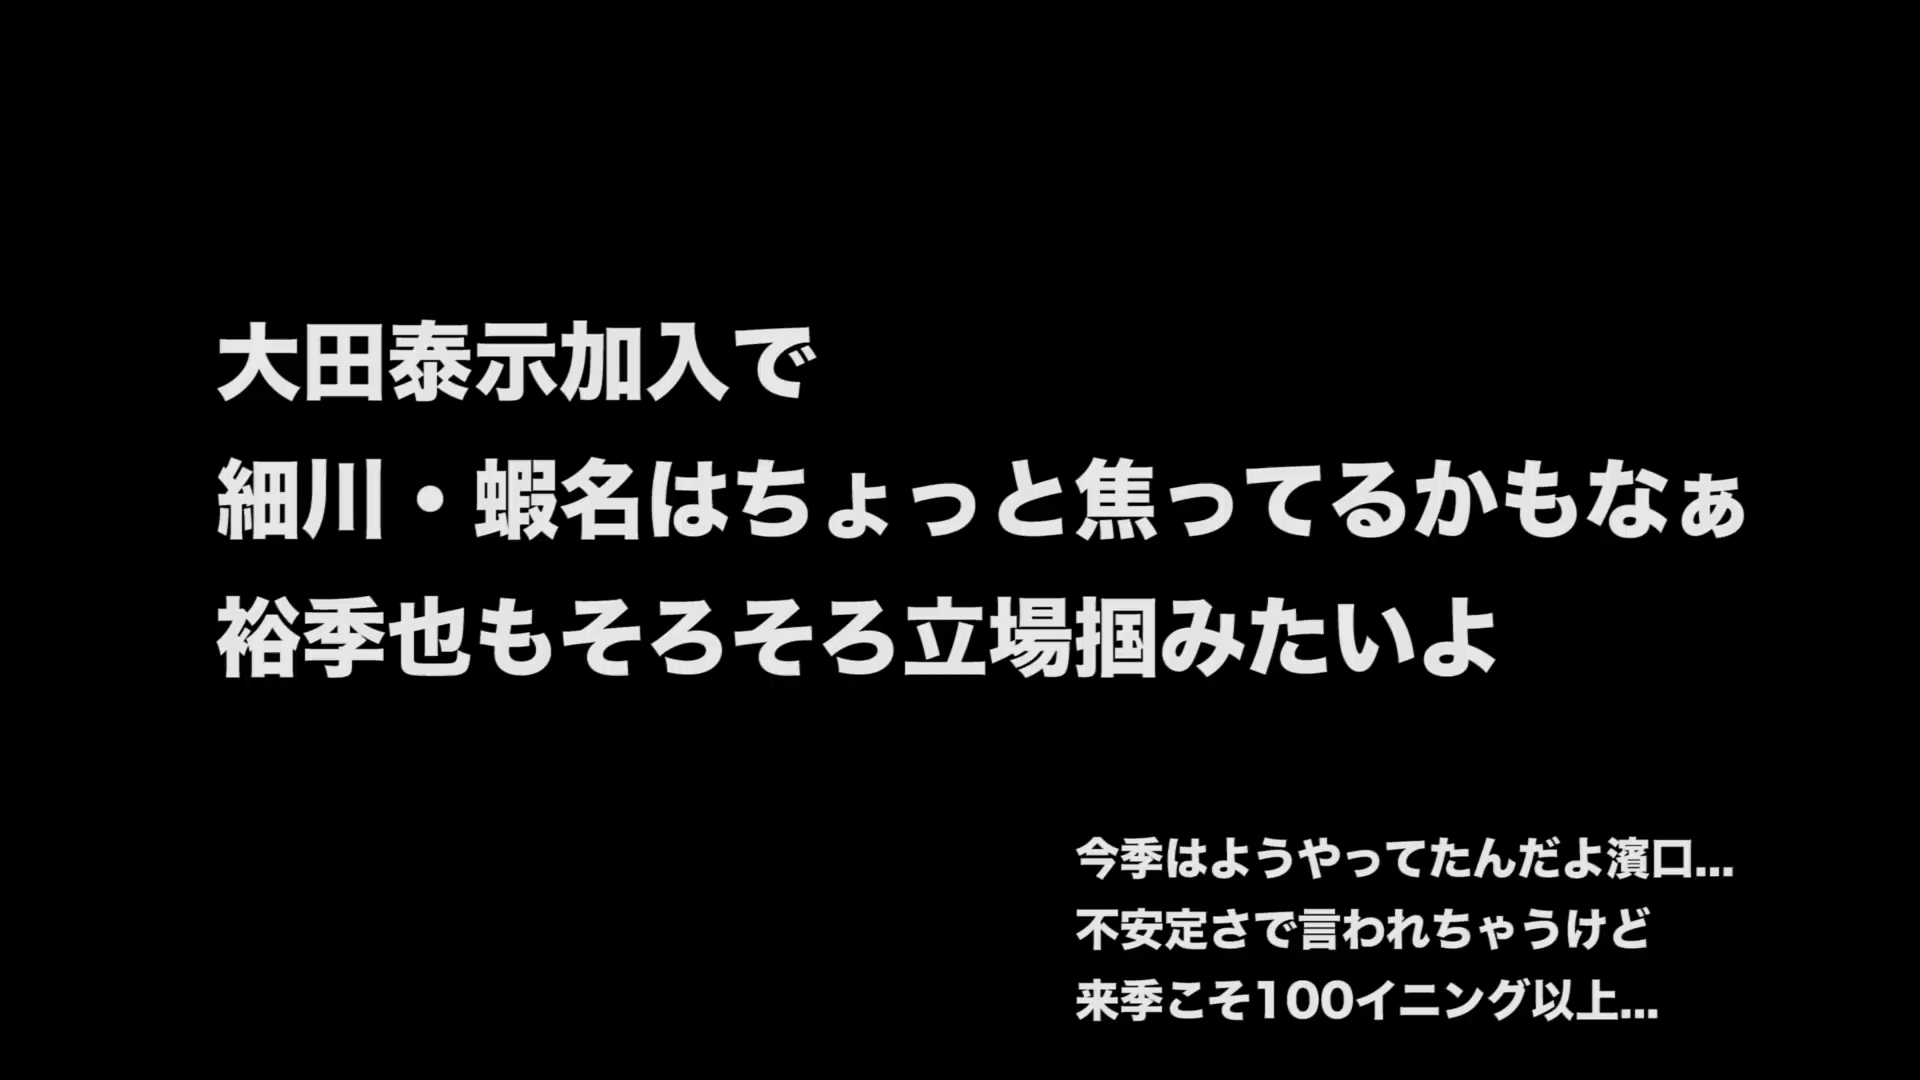 大田泰示加入で
細川・蝦名はちょっと焦ってるかもなぁ
裕季也もそろそろ立場掴みたいよ
今季はようやってたんだよ濱口...
不安定さで言われちゃうけど
来季こそ100イニング以上...